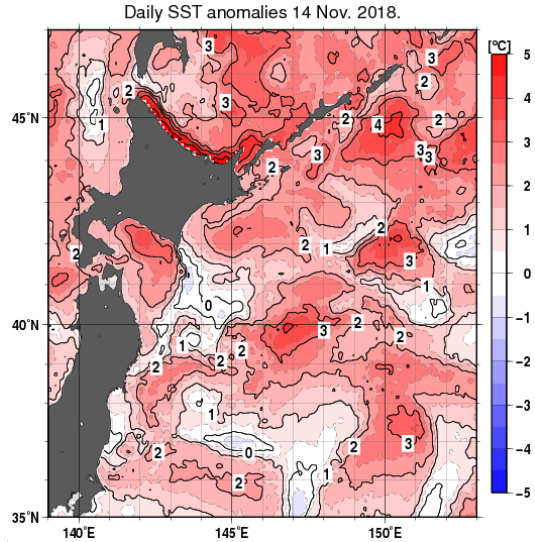 Daily SST anomalies 14 Nov. 2018.
[°C]
3 3 3 5
2 2
2 3 4
45°N 1 2 4 2
3 3 3
2 3
2
2 2 1 3 1
1 0
0 -1
40°N 3 2 2
1 2 2 -2
2
-3
1
3
2 0 2 -4
2 1
-5
35°N
140°E 145°E 150°E